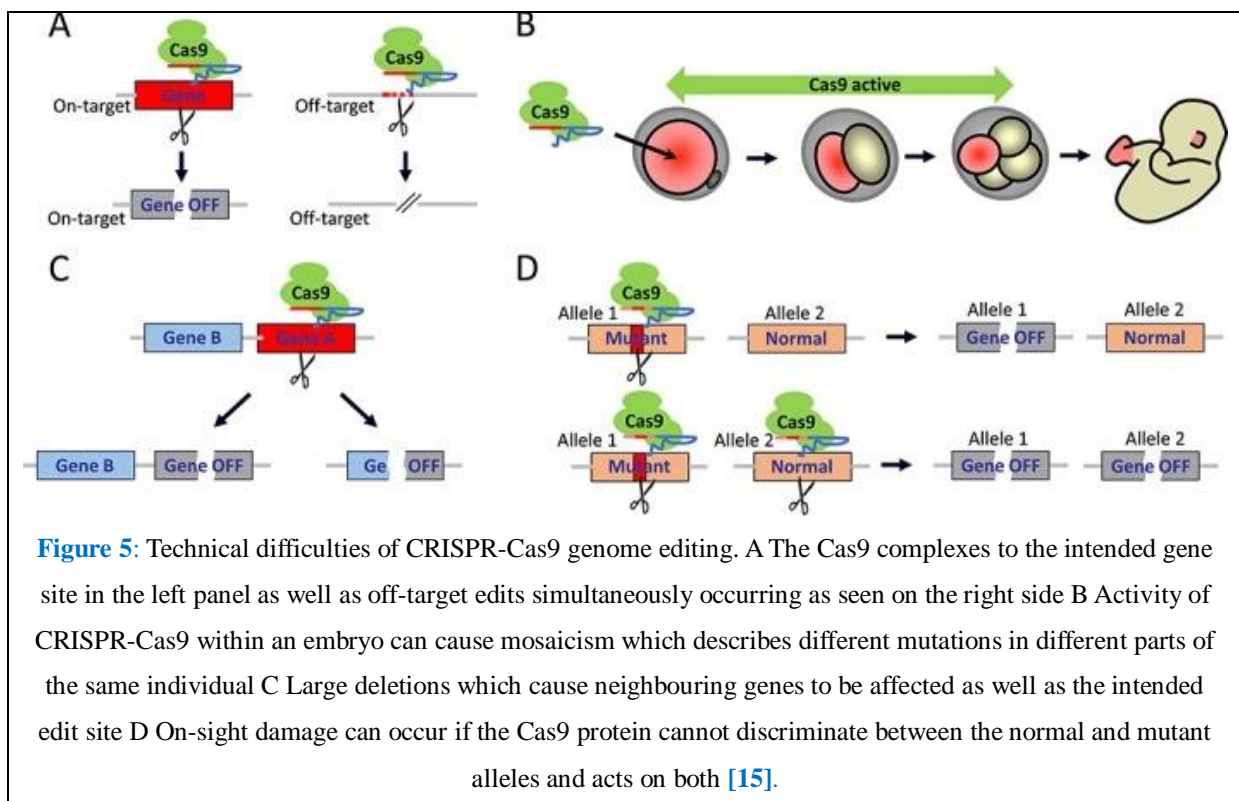 A
Cas9
Gene
On-target
On-target
Gene OFF
Cas9
Off-target
Off-target
B
Cas9
Cas9 active
C
Cas9
Gene B
Gene A
Gene B
Gene OFF
Ge
OFF
D
Cas9
Allele 1
Mutant
Allele 2
Normal
Allele 1
Gene OFF
Allele 2
Normal
Cas9
Allele 1
Mutant
Cas9
Allele 2
Normal
Allele 1
Gene OFF
Allele 2
Gene OFF
Figure 5: Technical difficulties of CRISPR-Cas9 genome editing. A The Cas9 complexes to the intended gene
site in the left panel as well as off-target edits simultaneously occurring as seen on the right side B Activity of
CRISPR-Cas9 within an embryo can cause mosaicism which describes different mutations in different parts of
the same individual C Large deletions which cause neighbouring genes to be affected as well as the intended
edit site D On-sight damage can occur if the Cas9 protein cannot discriminate between the normal and mutant
alleles and acts on both [15].